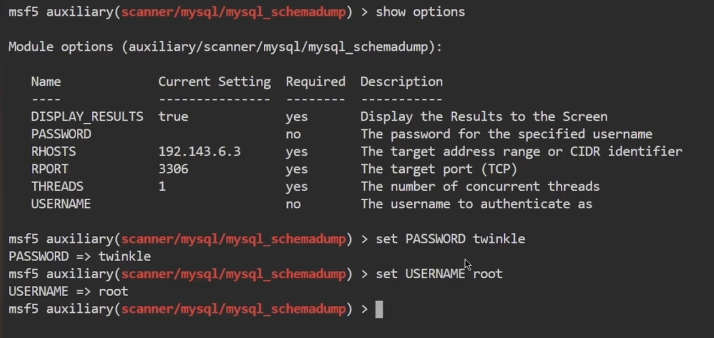 msf5 auxiliary(scanner/mysql/mysql_schemadump) > show options
Module options (auxiliary/scanner/mysql/mysql_schemadump):
Name Current Setting Required Description
---- --------------- -------- -----------
DISPLAY_RESULTS true yes Display the Results to the Screen
PASSWORD no The password for the specified username
RHOSTS 192.143.6.3 yes The target address range or CIDR identifier
RPORT 3306 yes The target port (TCP)
THREADS 1 yes The number of concurrent threads
USERNAME no The username to authenticate as
msf5 auxiliary(scanner/mysql/mysql_schemadump) > set PASSWORD twinkle
PASSWORD => twinkle
msf5 auxiliary(scanner/mysql/mysql_schemadump) > set USERNAME root
USERNAME => root
msf5 auxiliary(scanner/mysql/mysql_schemadump) >